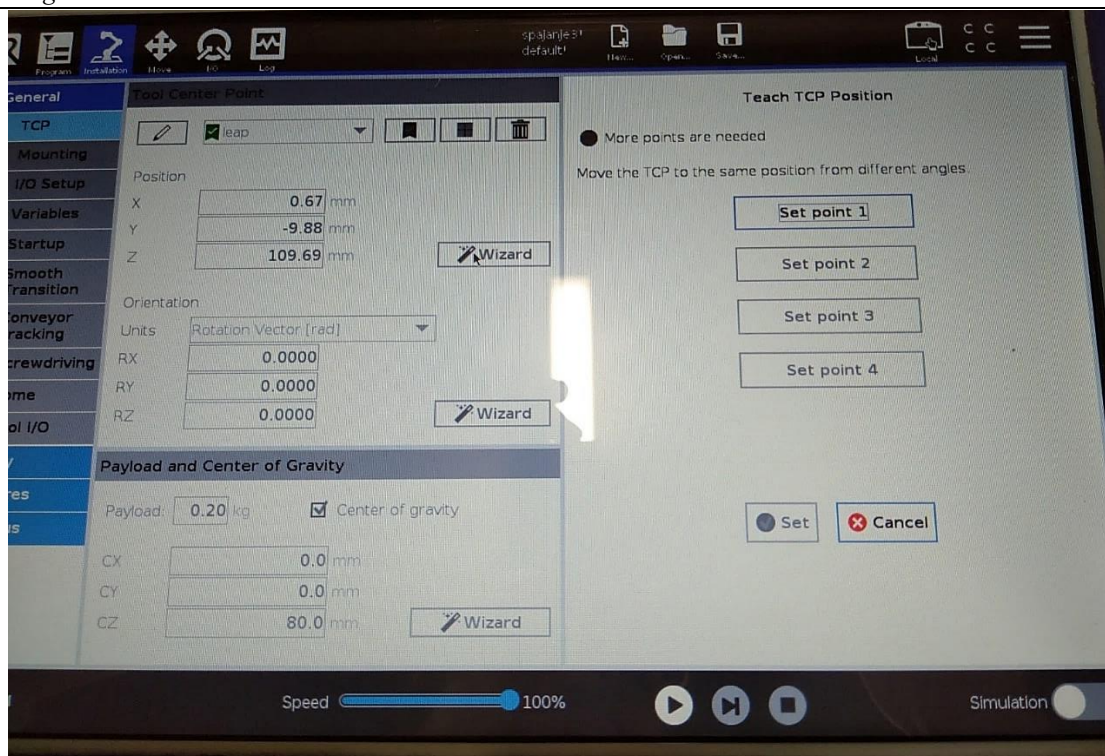 Program Installation Move I/O Log
spajanje31
default1
New... Open... Save...
Local
C C
C C
General
TCP
Mounting
I/O Setup
Variables
Startup
Smooth
Transition
Conveyor
Tracking
Tool Center Point
leap
Position
X 0.67 mm
Y -9.88 mm
Z 109.69 mm
Wizard
Orientation
Units Rotation Vector [rad]
RX 0.0000
RY 0.0000
RZ 0.0000
Wizard
Payload and Center of Gravity
Payload: 0.20 kg Center of gravity
CX 0.0 mm
CY 0.0 mm
CZ 80.0 mm
Wizard
Teach TCP Position
More points are needed
Move the TCP to the same position from different angles.
Set point 1
Set point 2
Set point 3
Set point 4
Set Cancel
Speed 100%
Simulation